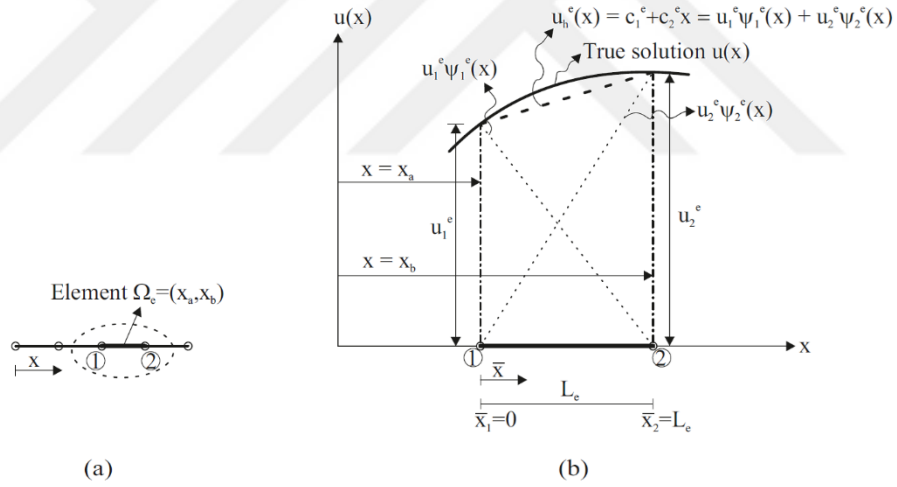 u(x)
u_h^e(x) = c_1^e+c_2^e x = u_1^e ψ_1^e(x) + u_2^e ψ_2^e(x)
True solution u(x)
u_1^e ψ_1^e(x)
u_2^e ψ_2^e(x)
x = x_a
u_1^e
u_2^e
x = x_b
Element Ω_e=(x_a,x_b)
① ②
x
① ②
x
x̄
L_e
x̄_1=0
x̄_2=L_e
(a)
(b)